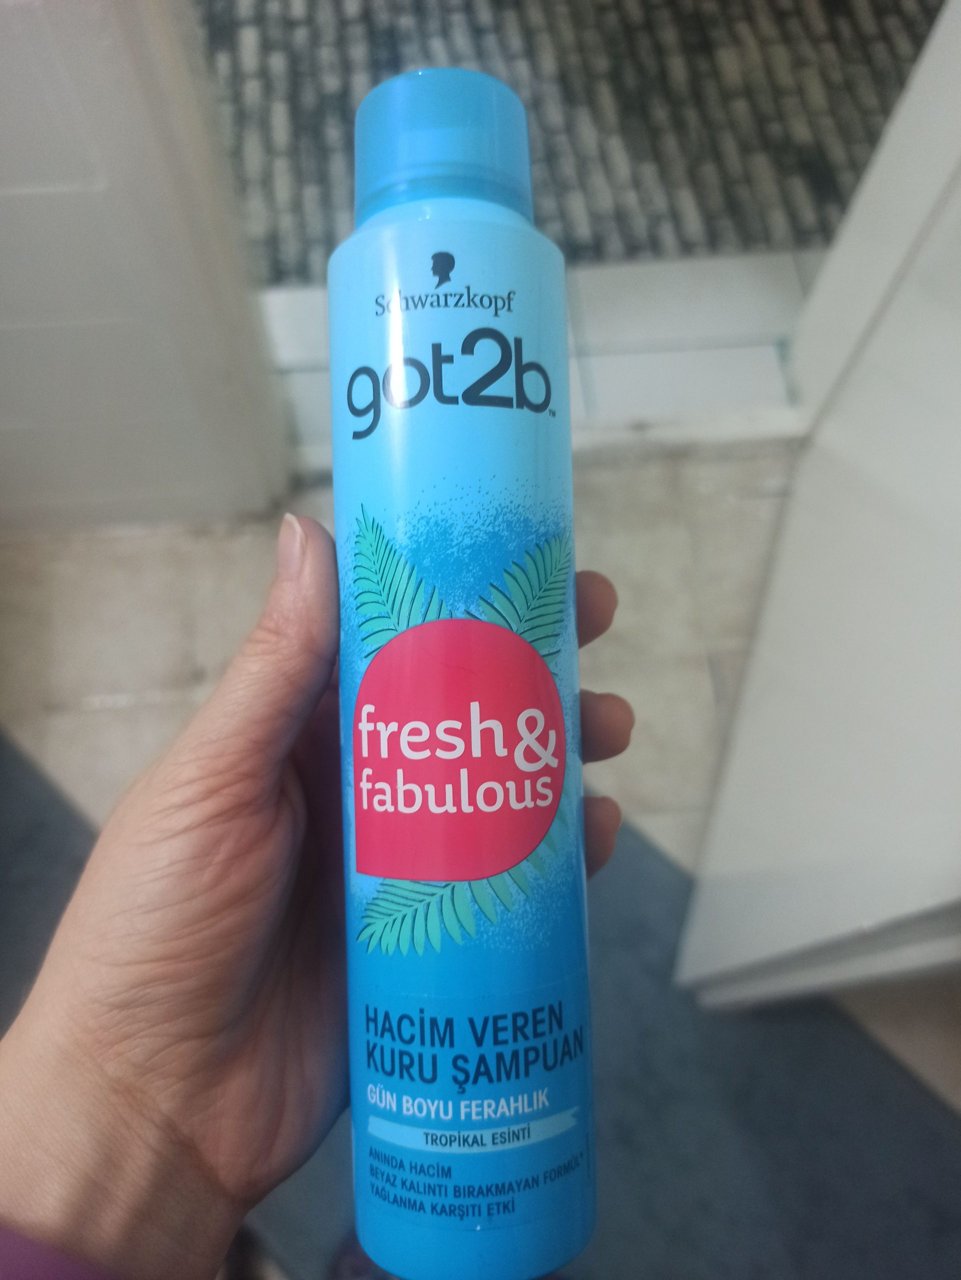 Schwarzkopf
got2b™
fresh&
fabulous
HACİM VEREN
KURU ŞAMPUAN
GÜN BOYU FERAHLIK
TROPİKAL ESİNTİ
ANINDA HACİM
BEYAZ KALINTI BIRAKMAYAN FORMÜL*
YAĞLANMA KARŞITI ETKİ